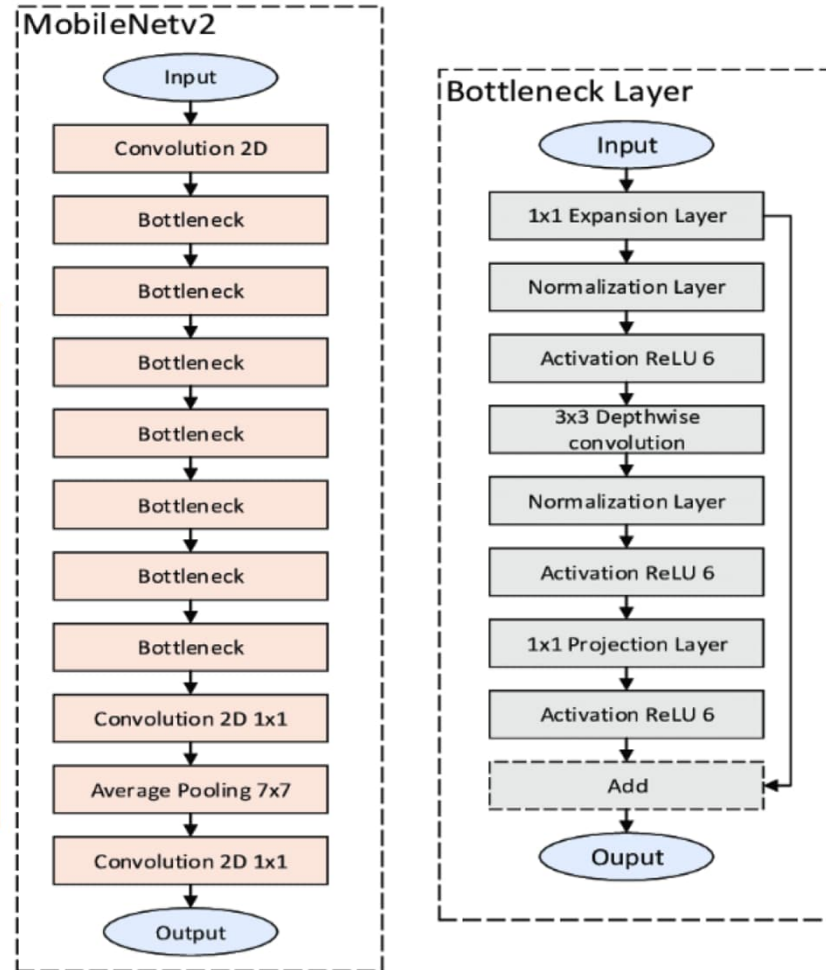 MobileNetv2
Input
Convolution 2D
Bottleneck
Bottleneck
Bottleneck
Bottleneck
Bottleneck
Bottleneck
Bottleneck
Convolution 2D 1x1
Average Pooling 7x7
Convolution 2D 1x1
Output
Bottleneck Layer
Input
1x1 Expansion Layer
Normalization Layer
Activation ReLU 6
3x3 Depthwise
convolution
Normalization Layer
Activation ReLU 6
1x1 Projection Layer
Activation ReLU 6
Add
Ouput